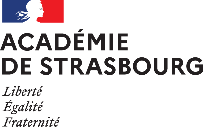 ACADÉMIE
DE STRASBOURG
Liberté
Égalité
Fraternité